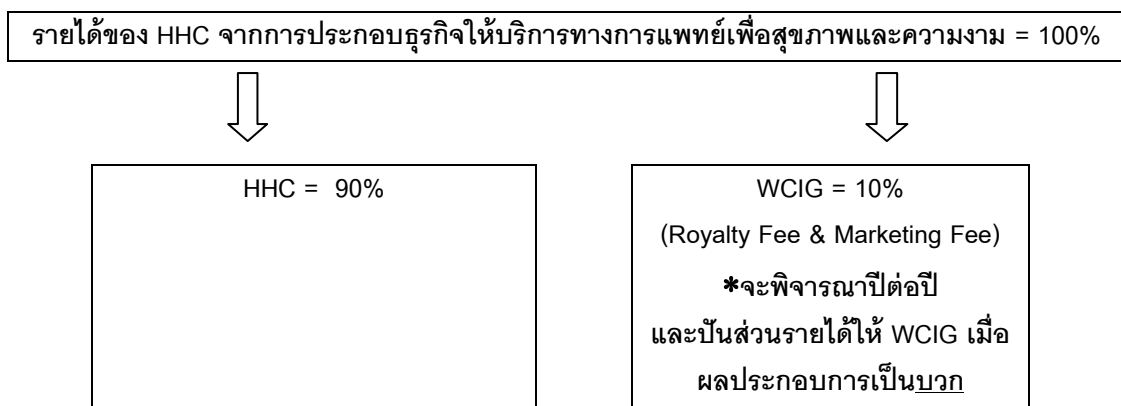 รายได้ของ HHC จากการประกอบธุรกิจให้บริการทางการแพทย์เพื่อสุขภาพและความงาม = 100%
HHC = 90%
WCIG = 10%
(Royalty Fee & Marketing Fee)
*จะพิจารณาปีต่อปี
และปันส่วนรายได้ให้ WCIG เมื่อ
ผลประกอบการเป็นบวก